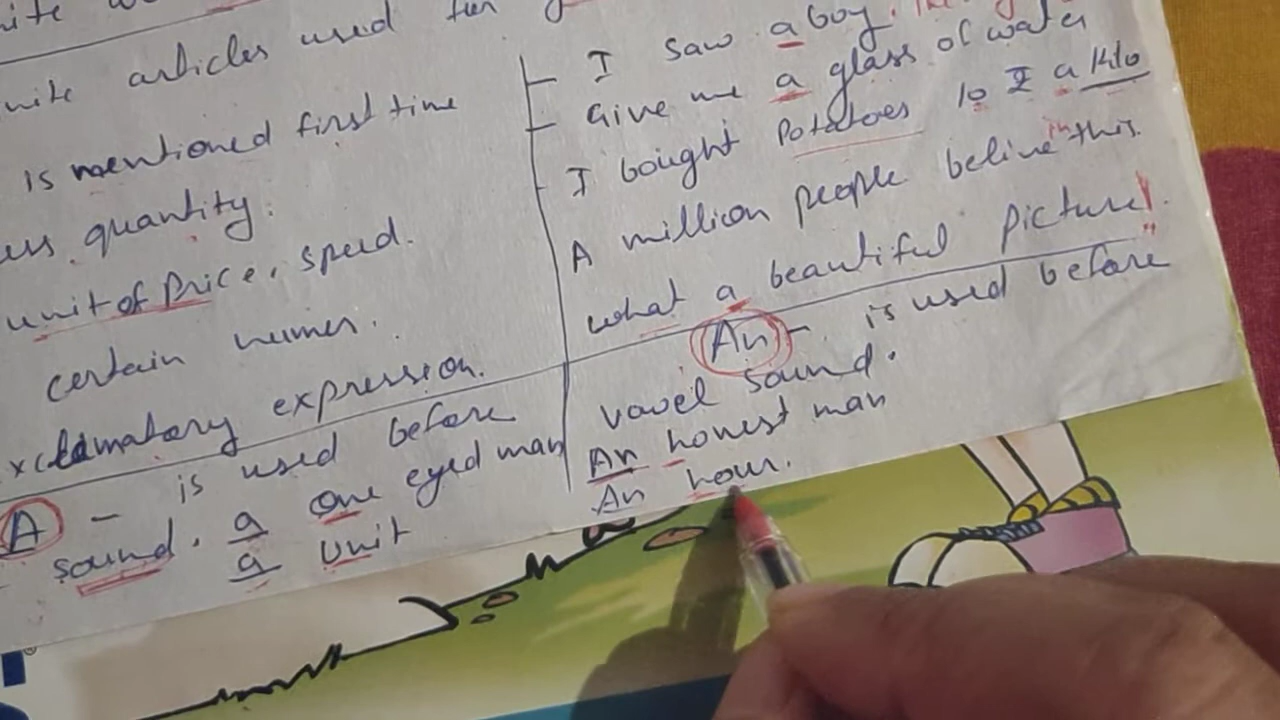 articles used
is mentioned first time
quantity.
unit of Price, speed.
certain numer.
expression.
A - is used before
sound. a one eyed man
a Unit
I saw a boy.
Give me a glass of water
I bought Potatoes 10 a Kilo
A million people believe in this.
what a beautiful picture!
An - is used before
vowel sound.
An honest man
An hour.